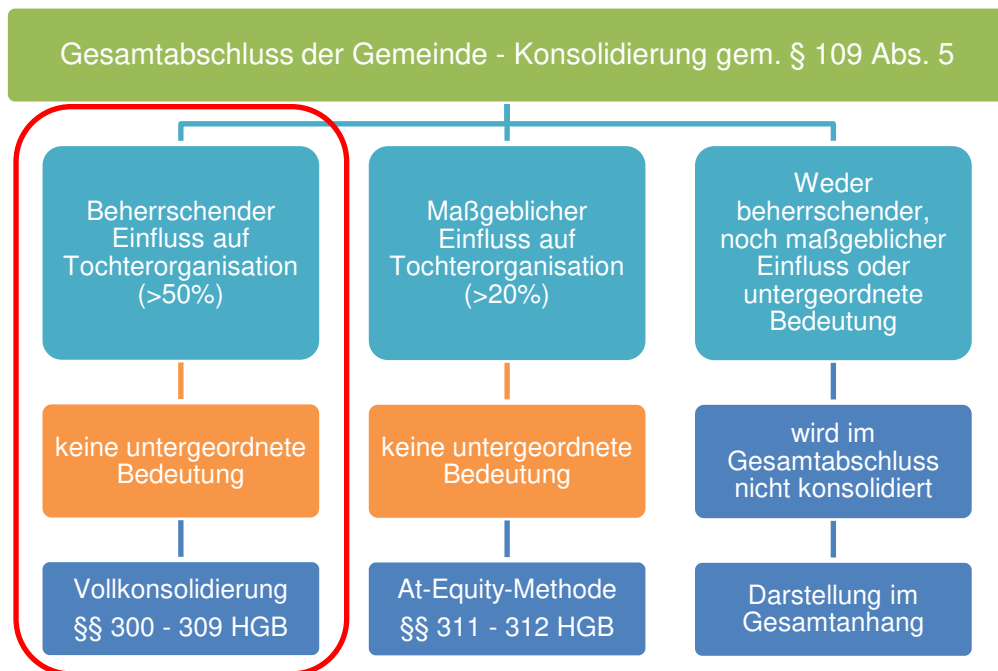 Gesamtabschluss der Gemeinde - Konsolidierung gem. § 109 Abs. 5
Beherrschender
Einfluss auf
Tochterorganisation
(>50%)
keine untergeordnete
Bedeutung
Vollkonsolidierung
§§ 300 - 309 HGB
Maßgeblicher
Einfluss auf
Tochterorganisation
(>20%)
keine untergeordnete
Bedeutung
At-Equity-Methode
§§ 311 - 312 HGB
Weder
beherrschender,
noch maßgeblicher
Einfluss oder
untergeordnete
Bedeutung
wird im
Gesamtabschluss
nicht konsolidiert
Darstellung im
Gesamtanhang